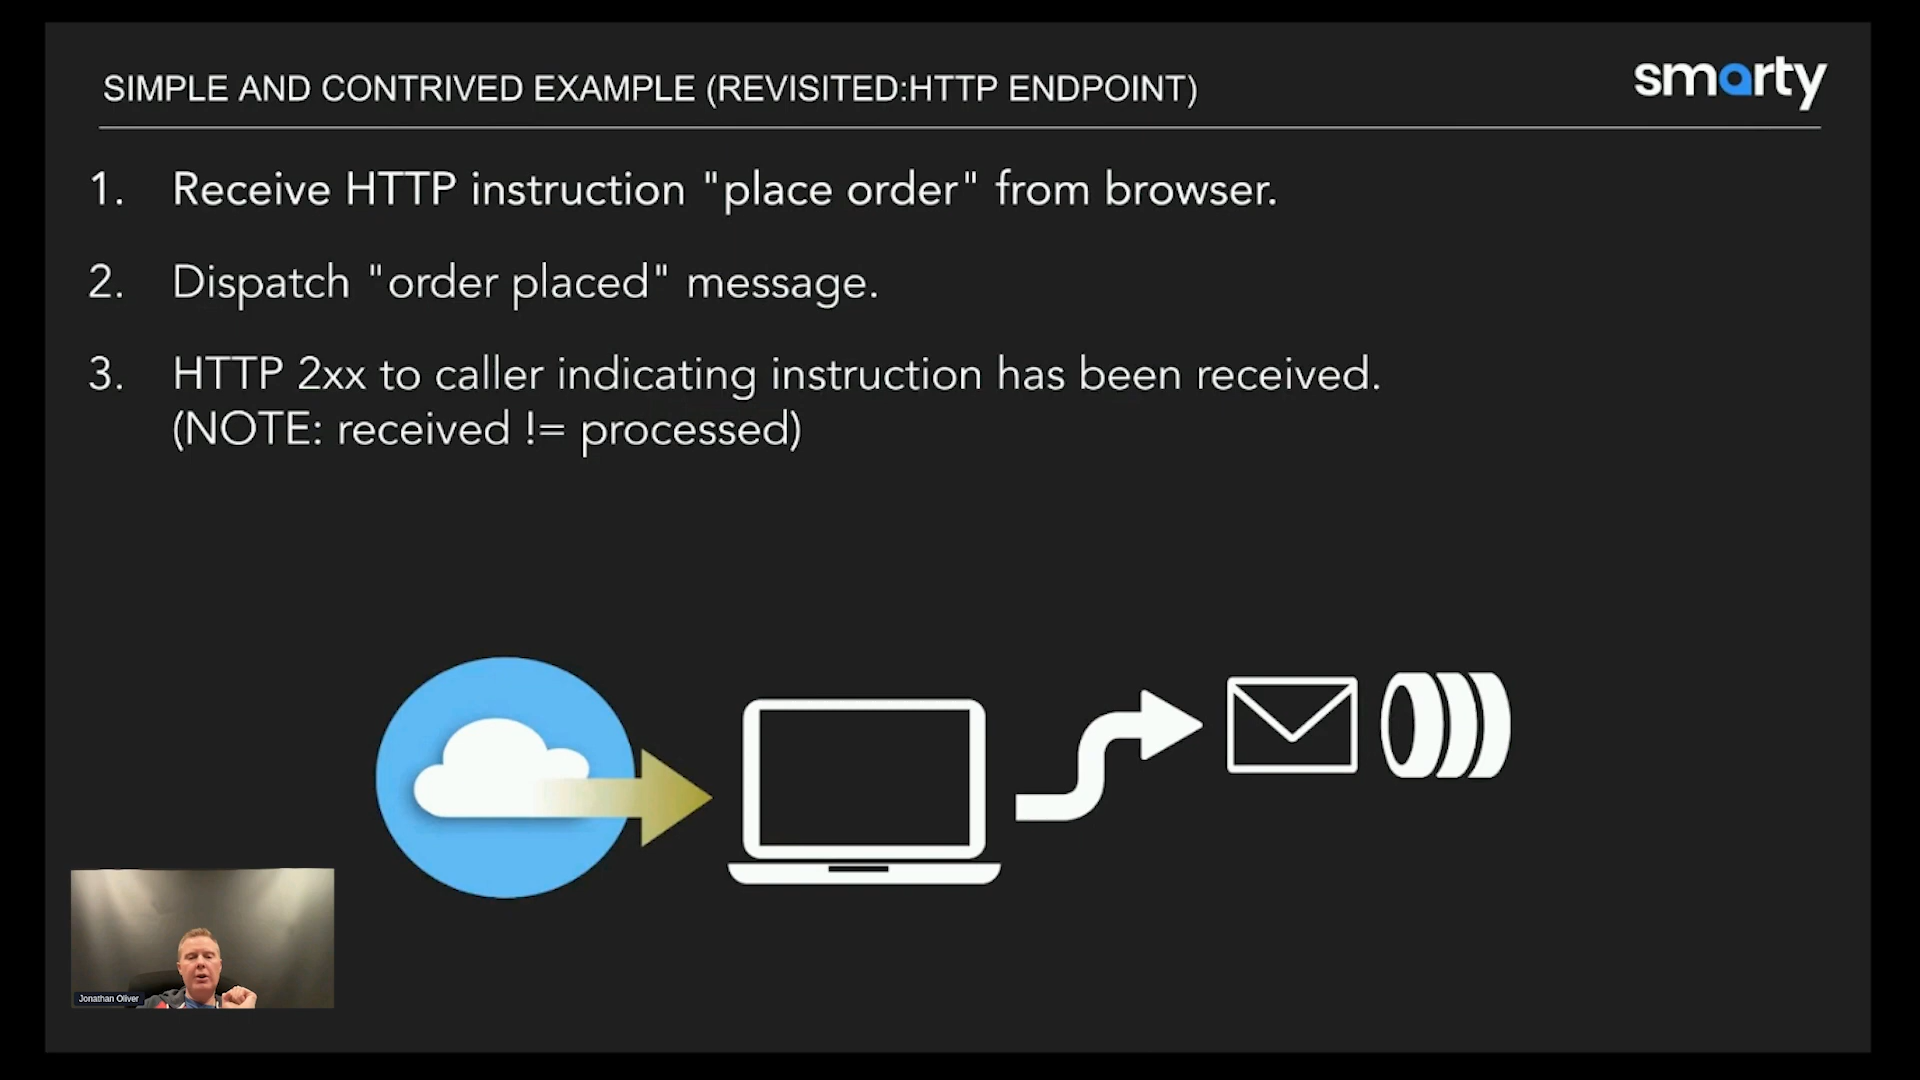 SIMPLE AND CONTRIVED EXAMPLE (REVISITED:HTTP ENDPOINT)
smarty
1. Receive HTTP instruction "place order" from browser.
2. Dispatch "order placed" message.
3. HTTP 2xx to caller indicating instruction has been received.
(NOTE: received != processed)
Jonathan Oliver